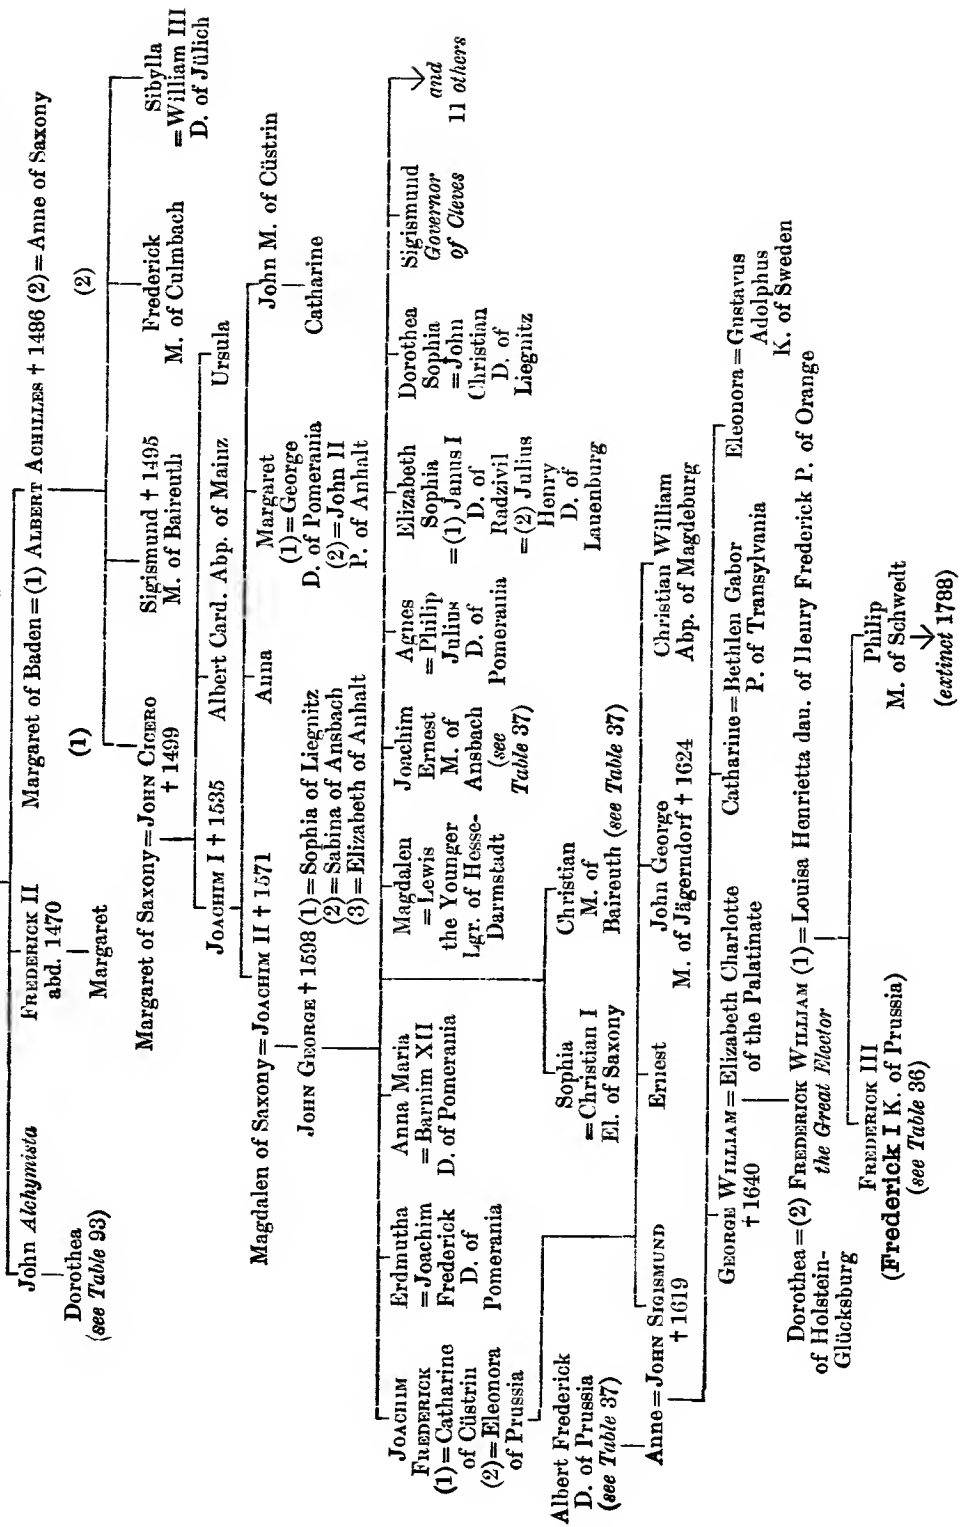 John Alchymista
Dorothea
(see Table 93)
FREDERICK II
abd. 1470
Margaret
Margaret of Baden=(1) ALBERT ACHILLES † 1486 (2)=Anne of Saxony
(1)
(2)
Margaret of Saxony=JOHN CICERO
† 1499
Sigismund † 1495
M. of Baireuth
Frederick
M. of Culmbach
Sibylla
=William III
D. of Jülich
JOACHIM I † 1535
Albert Card. Abp. of Mainz
Ursula
Magdalen of Saxony=JOACHIM II † 1571
Anna
Margaret
(1)=George
D. of Pomerania
(2)=John II
P. of Anhalt
John M. of Cüstrin
Catharine
JOHN GEORGE † 1598 (1)=Sophia of Liegnitz
(2)=Sabina of Ansbach
(3)=Elizabeth of Anhalt
JOACHIM
FREDERICK
(1)=Catharine
of Cüstrin
(2)=Eleonora
of Prussia
Erdmutha
=Joachim
Frederick
D. of
Pomerania
Anna Maria
=Barnim XII
D. of Pomerania
Magdalen
=Lewis
the Younger
Lgr. of Hesse-
Darmstadt
Joachim
Ernest
M. of
Ansbach
(see
Table 37)
Agnes
=Philip
Julius
D. of
Pomerania
Elizabeth
Sophia
=(1) Janus I
D. of
Radzivil
=(2) Julius
Henry
D. of
Lauenburg
Dorothea
Sophia
=John
Christian
D. of
Liegnitz
Sigismund
Governor
of Cleves
and
11 others
Sophia
=Christian I
El. of Saxony
Christian
M. of
Baireuth (see Table 37)
Albert Frederick
D. of Prussia
(see Table 37)
Anne=JOHN SIGISMUND
† 1619
Ernest
John George
M. of Jägerndorf † 1624
Christian William
Abp. of Magdeburg
GEORGE WILLIAM=Elizabeth Charlotte
† 1640
of the Palatinate
Catharine=Bethlen Gabor
P. of Transylvania
Eleonora=Gustavus
Adolphus
K. of Sweden
Dorothea=(2) FREDERICK WILLIAM (1)=Louisa Henrietta dau. of Henry Frederick P. of Orange
of Holstein-
Glücksburg
the Great Elector
FREDERICK III
(Frederick I K. of Prussia)
(see Table 36)
Philip
M. of Schwedt
(extinct 1788)